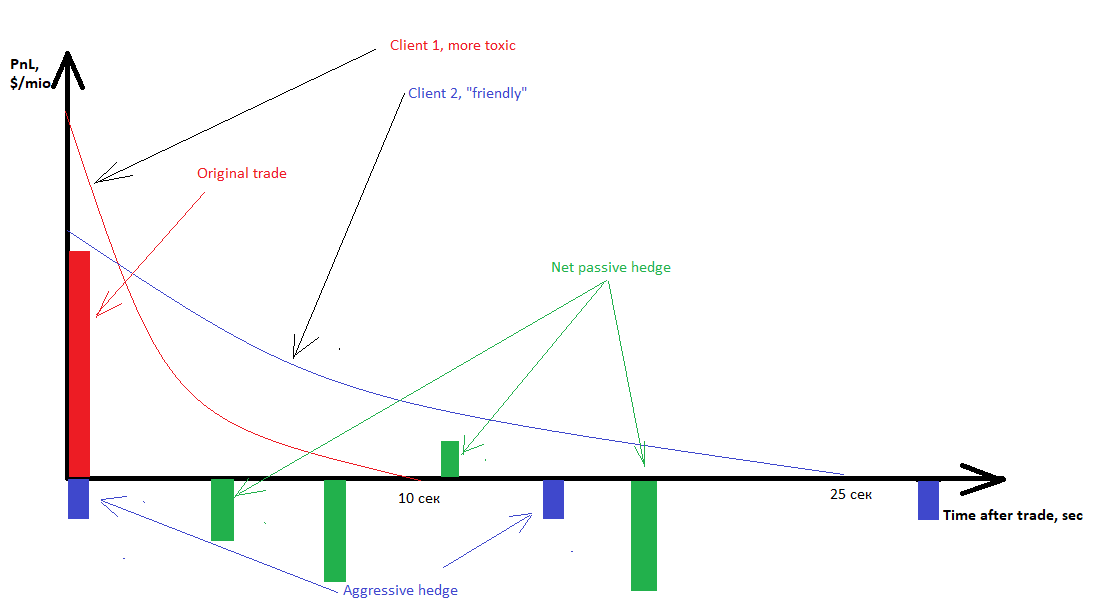 Client 1, more toxic
PnL,
$/mio
Client 2, "friendly"
Original trade
Net passive hedge
10 сек
25 сек
Time after trade, sec
Aggressive hedge